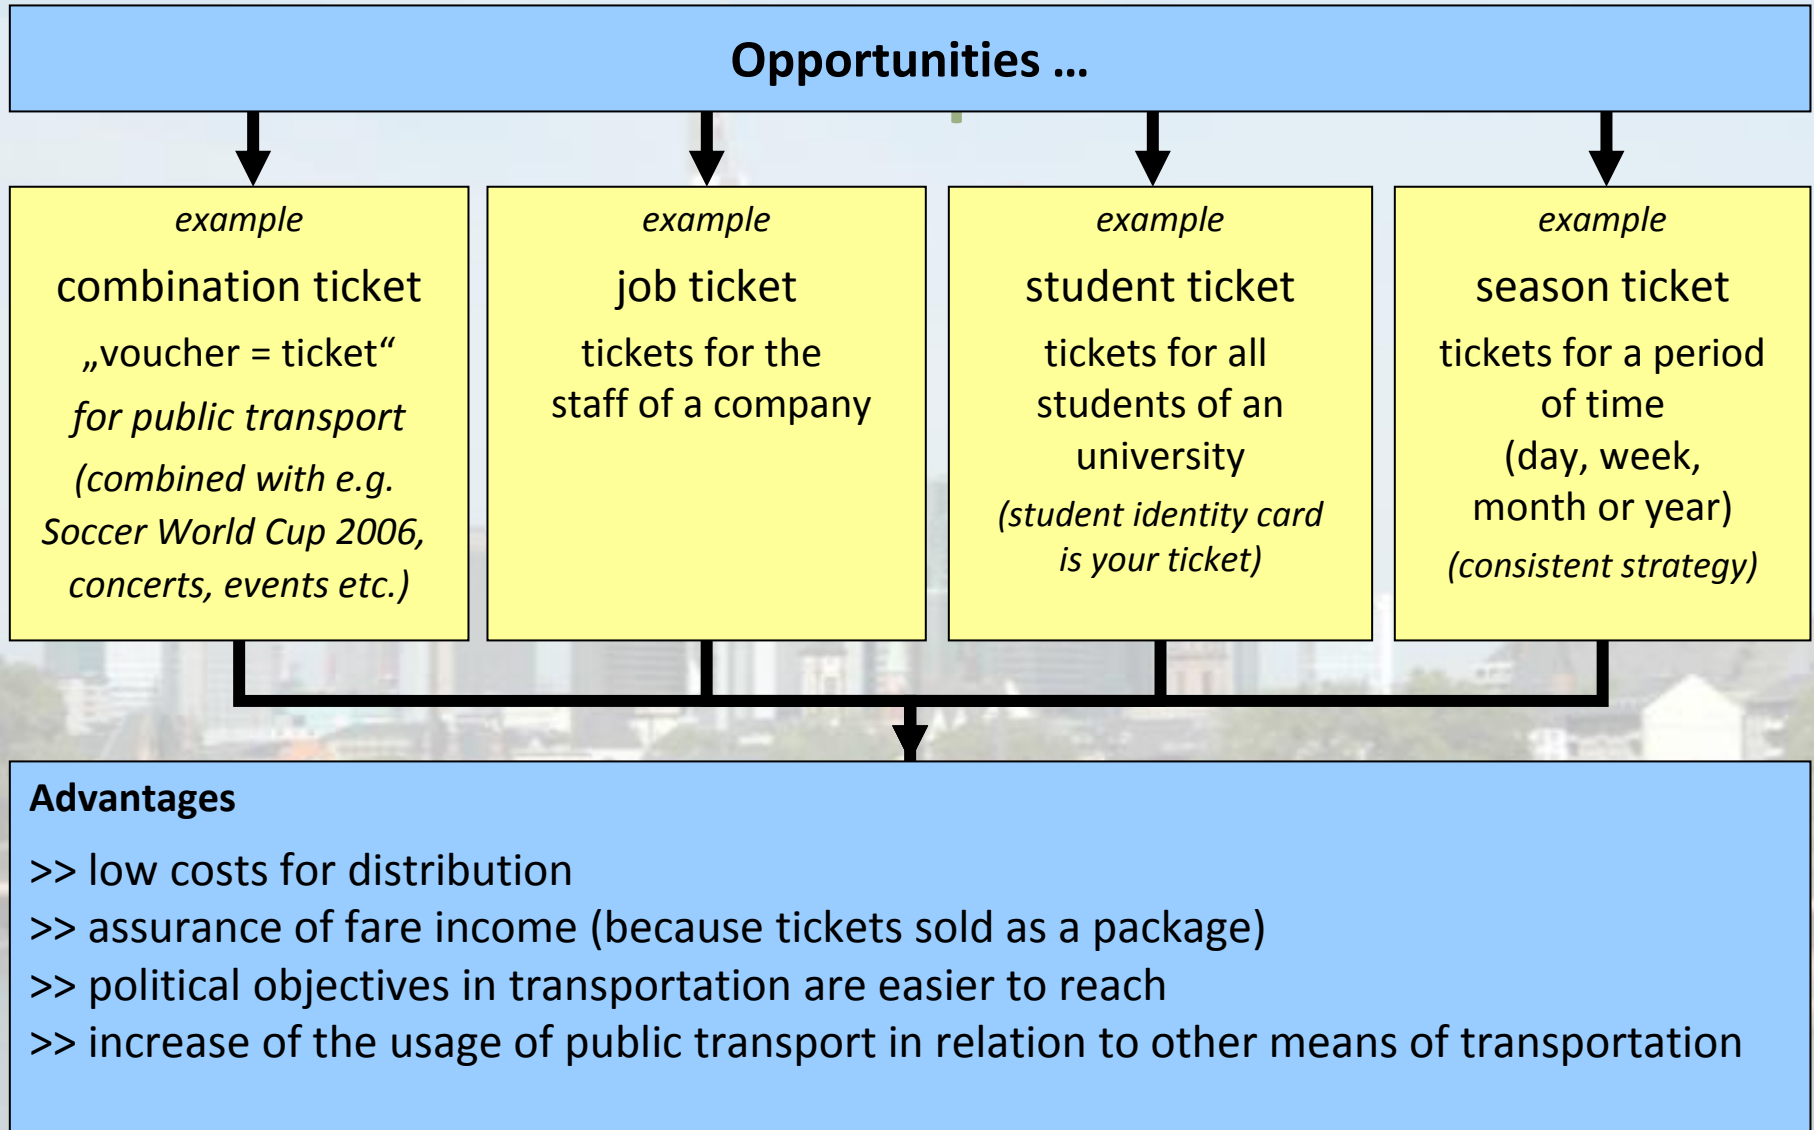 Opportunities ...
example
combination ticket
„voucher = ticket“
for public transport
(combined with e.g.
Soccer World Cup 2006,
concerts, events etc.)
example
job ticket
tickets for the
staff of a company
example
student ticket
tickets for all
students of an
university
(student identity card
is your ticket)
example
season ticket
tickets for a period
of time
(day, week,
month or year)
(consistent strategy)
Advantages
>> low costs for distribution
>> assurance of fare income (because tickets sold as a package)
>> political objectives in transportation are easier to reach
>> increase of the usage of public transport in relation to other means of transportation